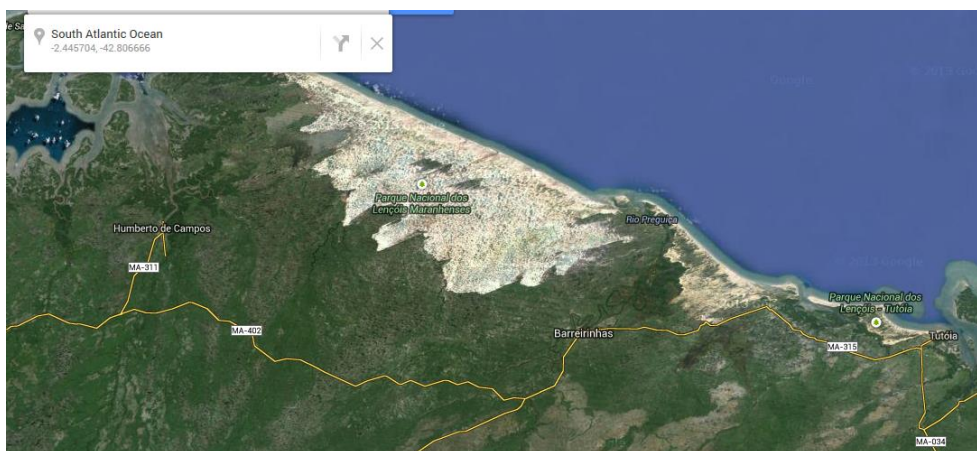 South Atlantic Ocean
-2.445704, -42.806666
Google
Parque Nacional dos
Lençóis Maranhenses
Rio Preguiça
Humberto de Campos
MA-311
MA-402
Parque Nacional dos
Lençóis - Tutóia
Barreirinhas
MA-315
Tutóia
MA-034